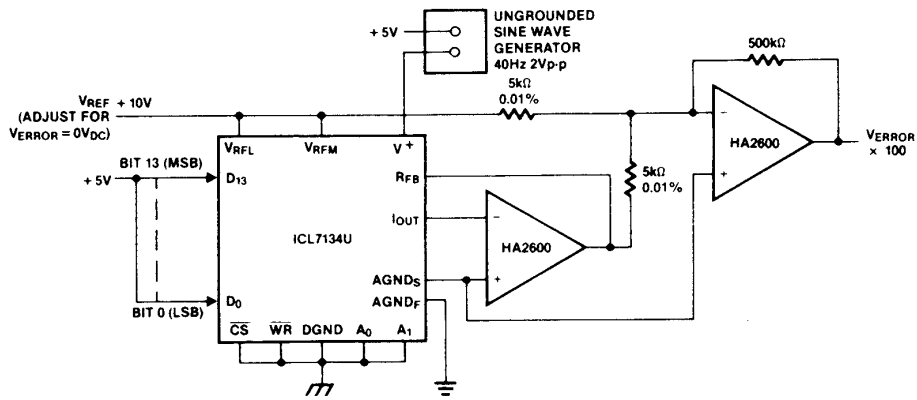 UNGROUNDED
SINE WAVE
GENERATOR
40Hz 2Vp-p
+ 5V
500kΩ
5kΩ
0.01%
VREF + 10V
(ADJUST FOR
VERROR = 0VDC)
VRFL
VRFM
V+
HA2600
VERROR
× 100
BIT 13 (MSB)
+ 5V
D13
RFB
5kΩ
0.01%
IOUT
ICL7134U
HA2600
AGNDS
AGNDF
D0
BIT 0 (LSB)
CS
WR
DGND
A0
A1